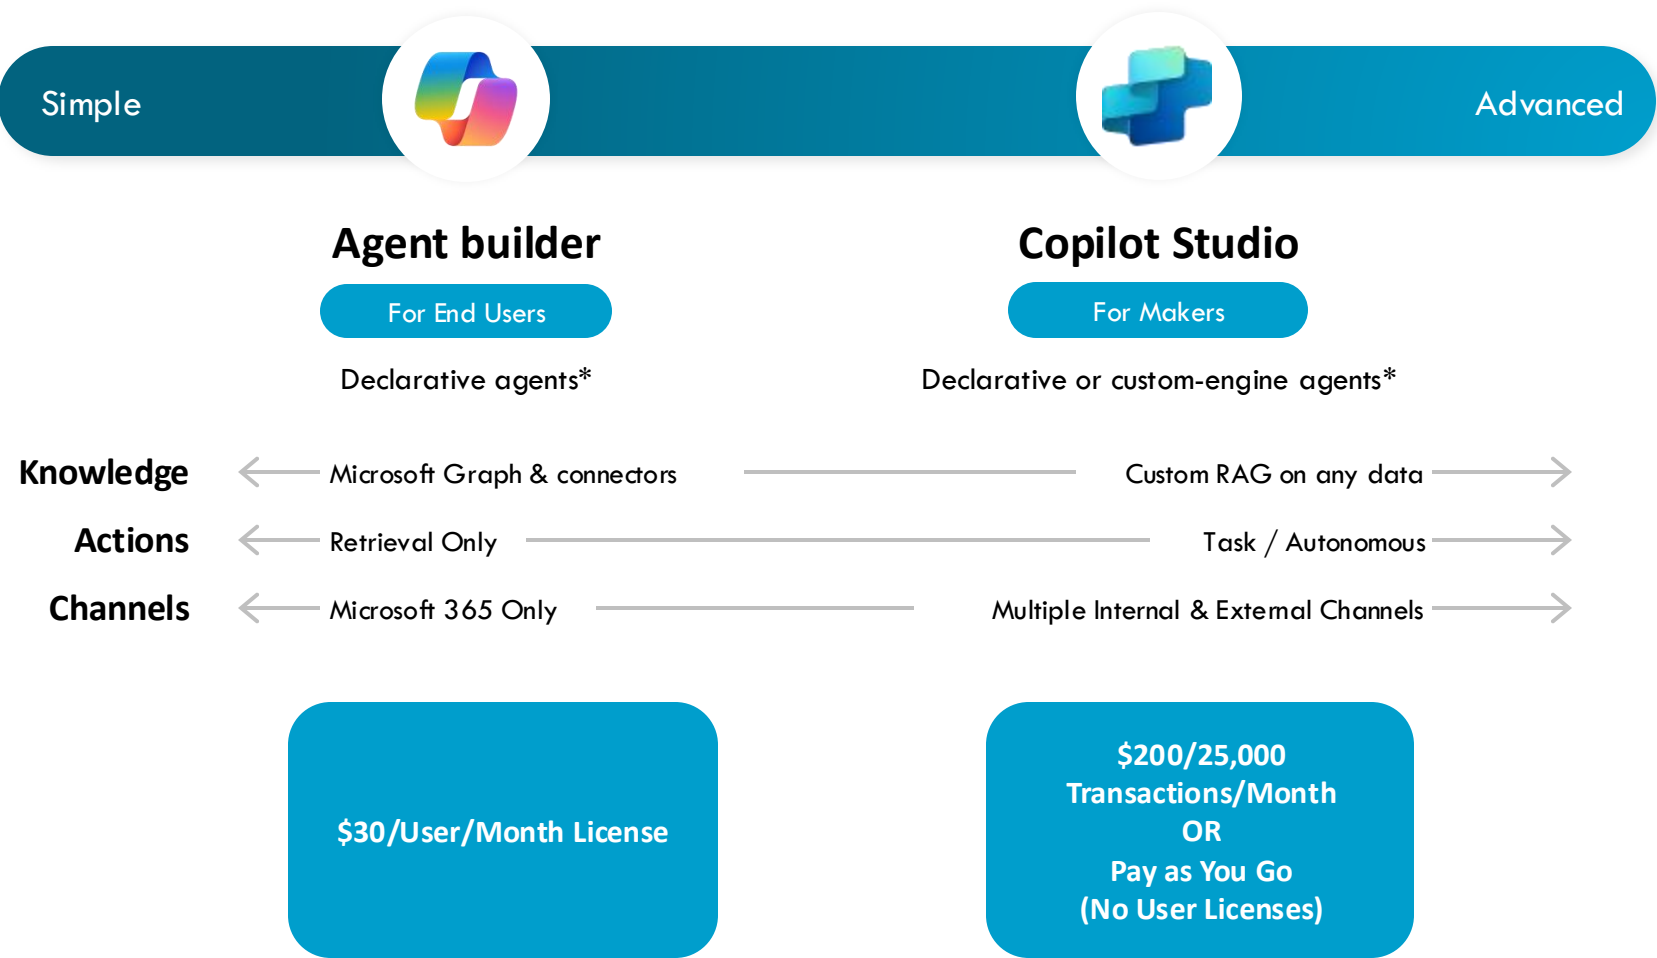 Simple
Advanced
Agent builder
Copilot Studio
For End Users
For Makers
Declarative agents*
Declarative or custom-engine agents*
Knowledge
Microsoft Graph & connectors
Custom RAG on any data
Actions
Retrieval Only
Task / Autonomous
Channels
Microsoft 365 Only
Multiple Internal & External Channels
$30/User/Month License
$200/25,000
Transactions/Month
OR
Pay as You Go
(No User Licenses)